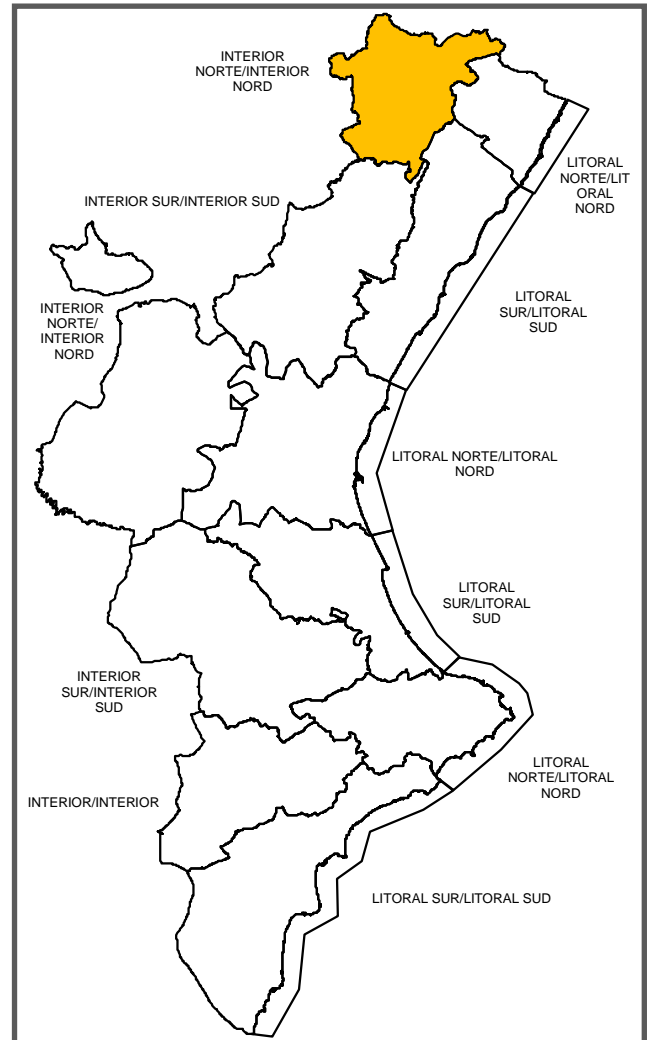 INTERIOR
NORTE/INTERIOR
NORD
LITORAL
NORTE/LIT
ORAL
NORD
INTERIOR SUR/INTERIOR SUD
LITORAL
SUR/LITORAL
SUD
INTERIOR
NORTE/
INTERIOR
NORD
LITORAL NORTE/LITORAL
NORD
LITORAL
SUR/LITORAL
SUD
INTERIOR
SUR/INTERIOR
SUD
LITORAL
NORTE/LITORAL
NORD
INTERIOR/INTERIOR
LITORAL SUR/LITORAL SUD